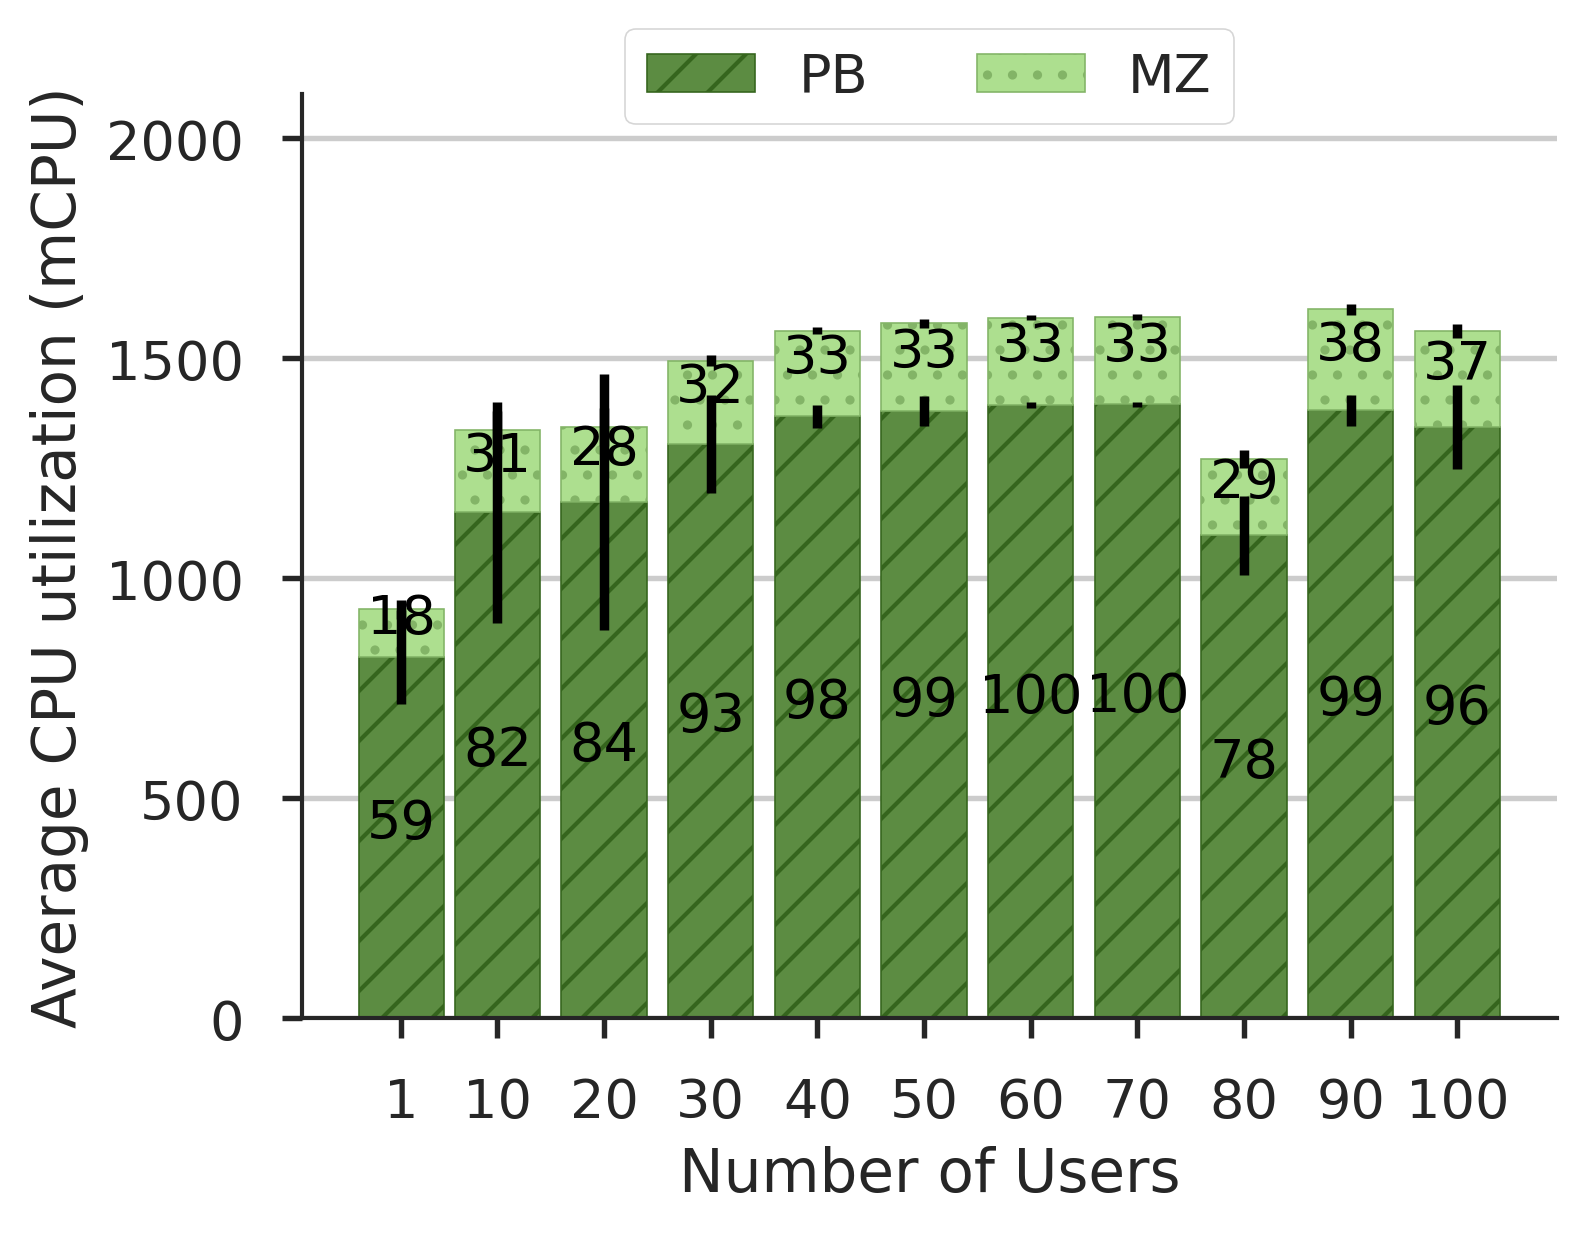 PB MZ
Average CPU utilization (mCPU)
2000
1500
1000
500
0
18 31 28 32 33 33 33 33 29 38 37
59 82 84 93 98 99 100 100 78 99 96
1 10 20 30 40 50 60 70 80 90 100
Number of Users